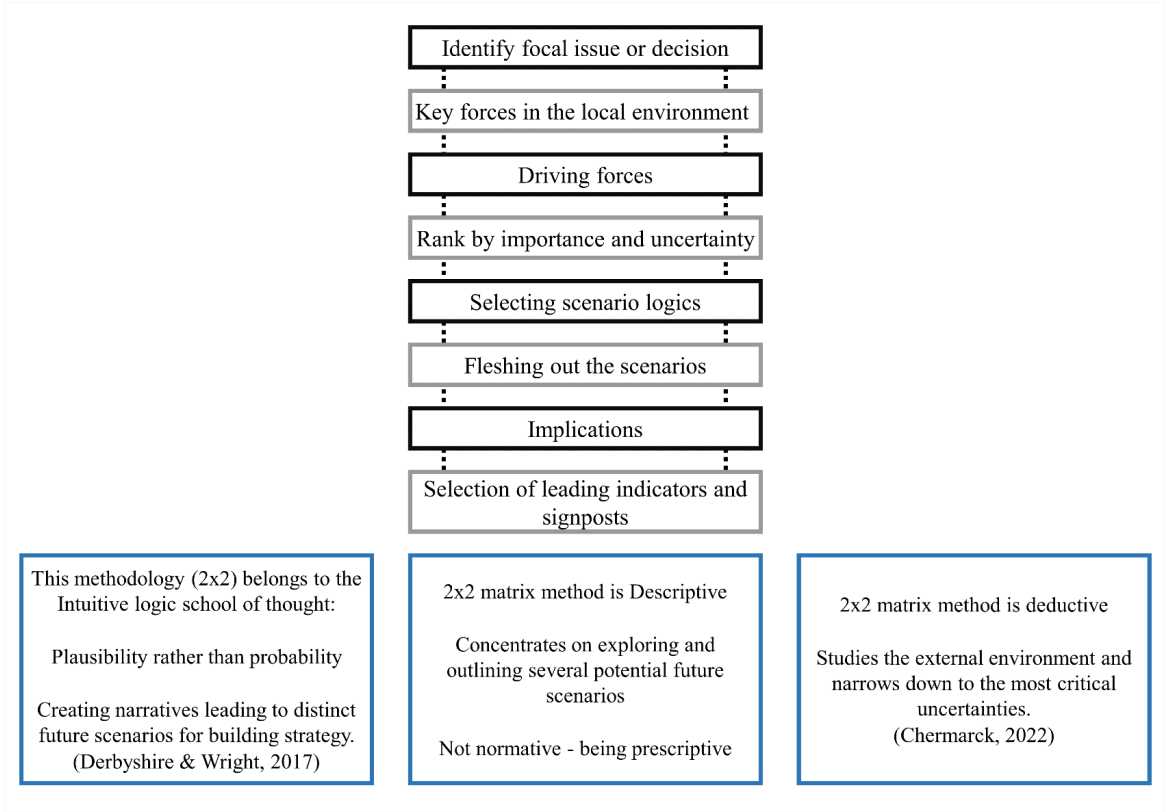 Identify focal issue or decision
Key forces in the local environment
Driving forces
Rank by importance and uncertainty
Selecting scenario logics
Fleshing out the scenarios
Implications
Selection of leading indicators and
signposts
This methodology (2x2) belongs to the
Intuitive logic school of thought:
Plausibility rather than probability
Creating narratives leading to distinct
future scenarios for building strategy.
(Derbyshire & Wright, 2017)
2x2 matrix method is Descriptive
Concentrates on exploring and
outlining several potential future
scenarios
Not normative - being prescriptive
2x2 matrix method is deductive
Studies the external environment and
narrows down to the most critical
uncertainties.
(Chermarck, 2022)